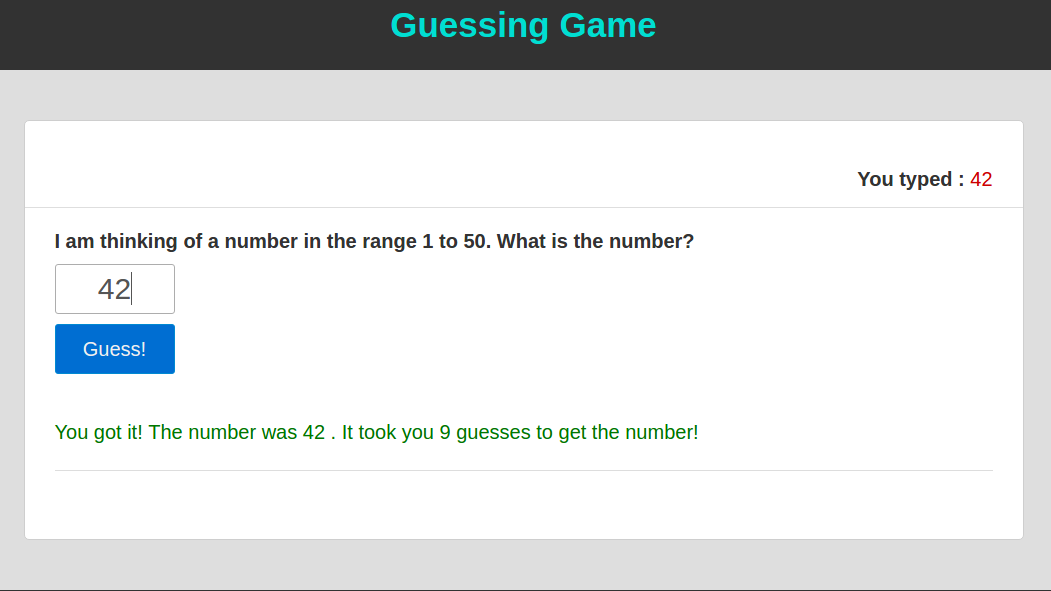 Guessing Game
You typed : 42
I am thinking of a number in the range 1 to 50. What is the number?
42
Guess!
You got it! The number was 42 . It took you 9 guesses to get the number!